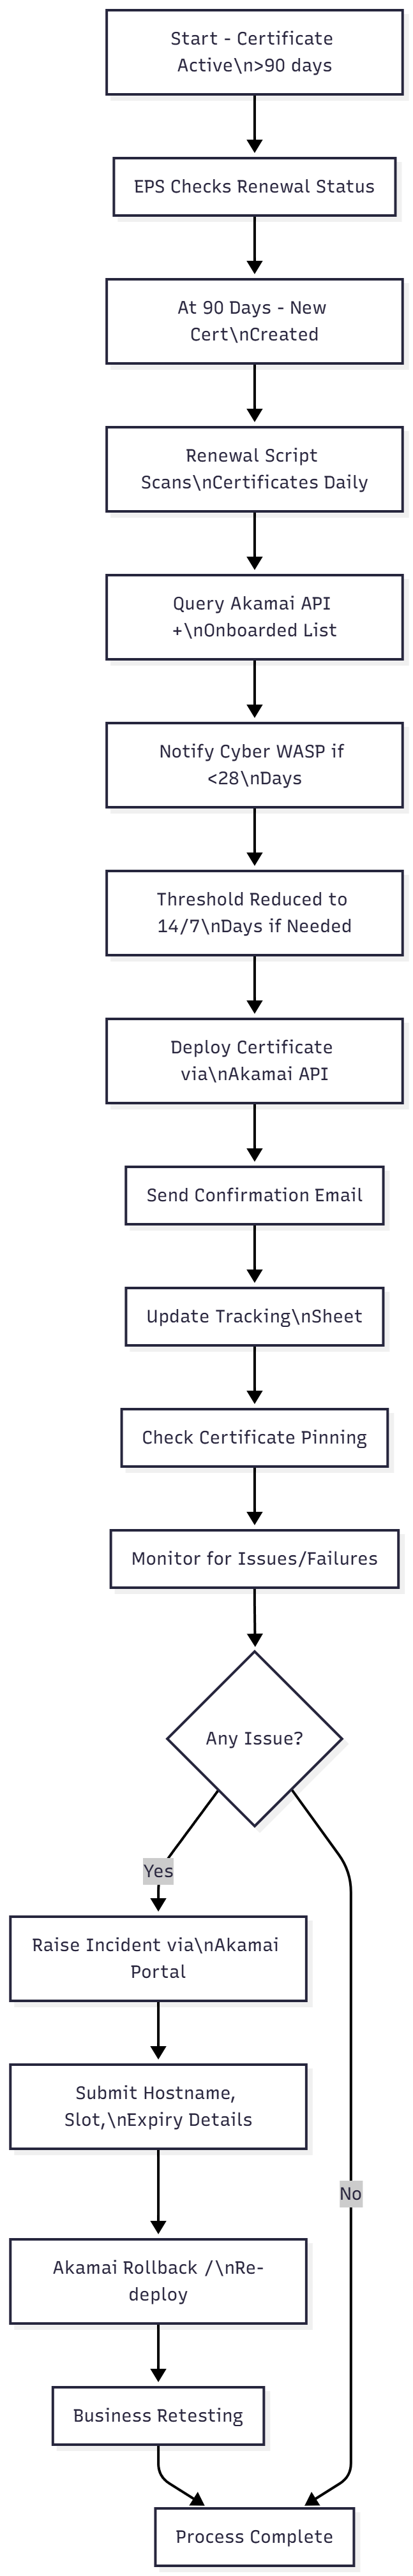 Start - Certificate
Active\n>90 days
EPS Checks Renewal Status
At 90 Days - New
Cert\nCreated
Renewal Script
Scans\nCertificates Daily
Query Akamai API
+\nOnboarded List
Notify Cyber WASP if
<28\nDays
Threshold Reduced to
14/7\nDays if Needed
Deploy Certificate
via\nAkamai API
Send Confirmation Email
Update Tracking\nSheet
Check Certificate Pinning
Monitor for Issues/Failures
Any Issue?
Yes
Raise Incident via\nAkamai
Portal
Submit Hostname,
Slot,\nExpiry Details
No
Akamai Rollback /\nRe-
deploy
Business Retesting
Process Complete